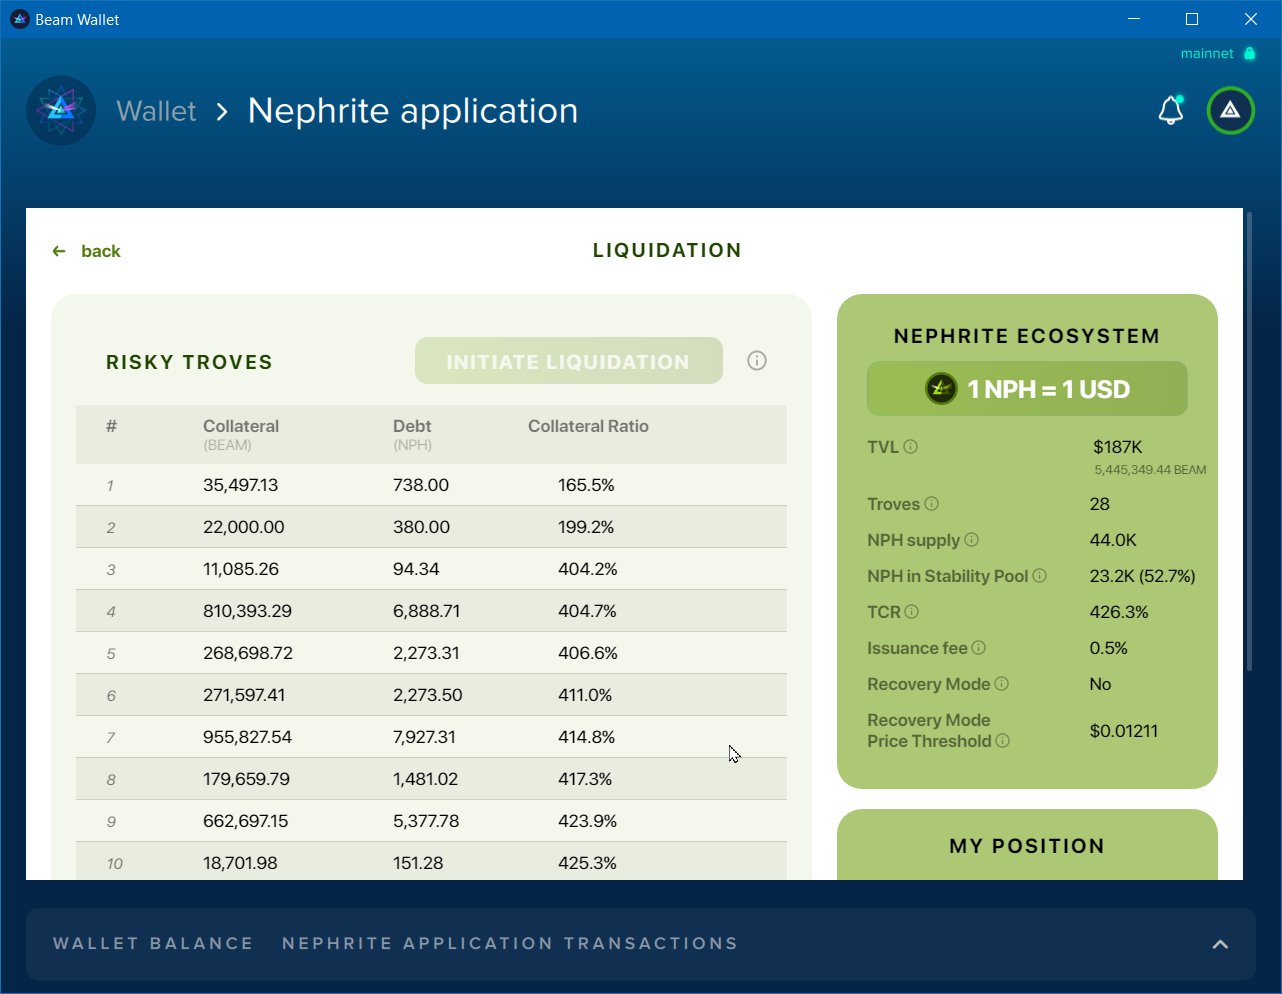 Beam Wallet
mainnet
Wallet > Nephrite application
← back
LIQUIDATION
RISKY TROVES
INITIATE LIQUIDATION
# Collateral Debt Collateral Ratio
(BEAM) (NPH)
1 35,497.13 738.00 165.5%
2 22,000.00 380.00 199.2%
3 11,085.26 94.34 404.2%
4 810,393.29 6,888.71 404.7%
5 268,698.72 2,273.31 406.6%
6 271,597.41 2,273.50 411.0%
7 955,827.54 7,927.31 414.8%
8 179,659.79 1,481.02 417.3%
9 662,697.15 5,377.78 423.9%
10 18,701.98 151.28 425.3%
NEPHRITE ECOSYSTEM
1 NPH = 1 USD
TVL $187K
5,445,349.44 BEAM
Troves 28
NPH supply 44.0K
NPH in Stability Pool 23.2K (52.7%)
TCR 426.3%
Issuance fee 0.5%
Recovery Mode No
Recovery Mode
Price Threshold $0.01211
MY POSITION
WALLET BALANCE NEPHRITE APPLICATION TRANSACTIONS